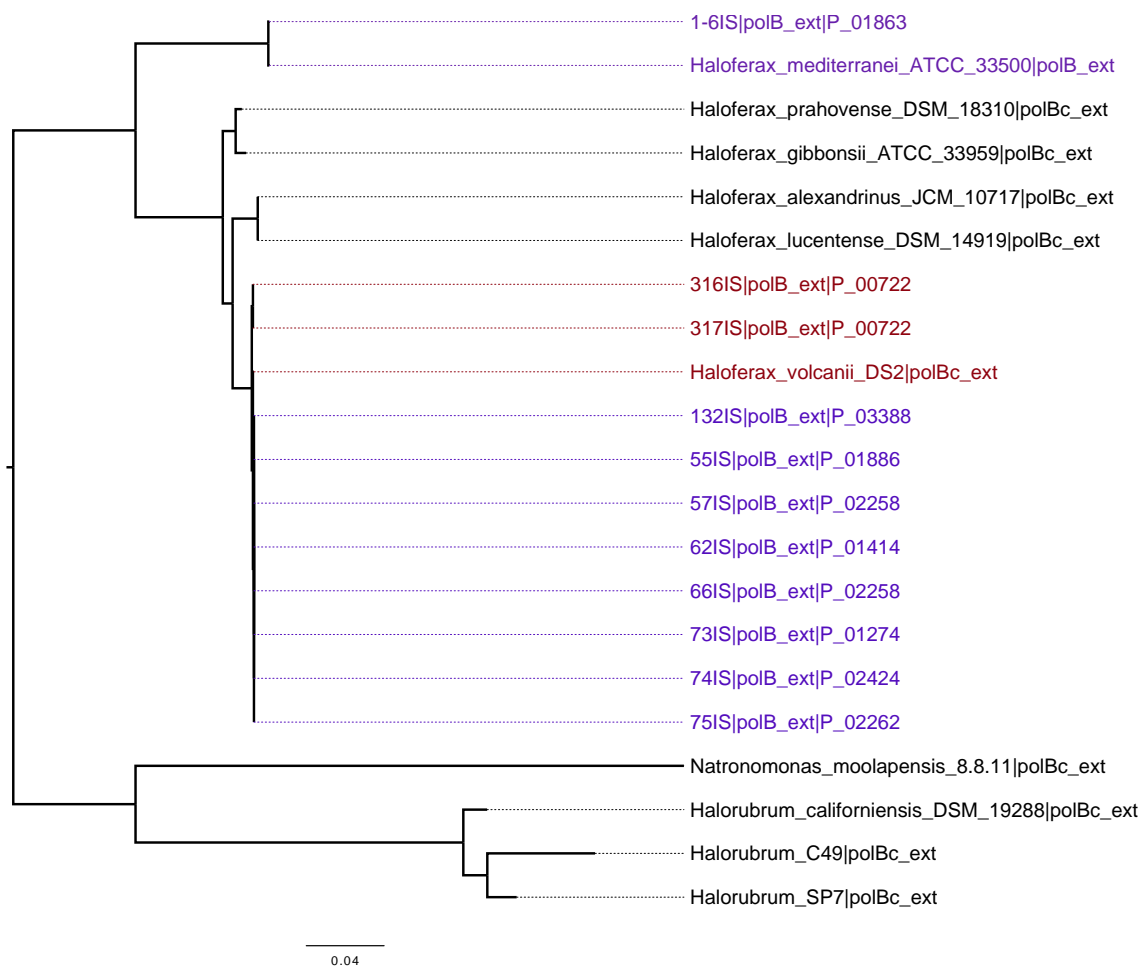 1-6IS|polB_ext|P_01863
Haloferax_mediterranei_ATCC_33500|polB_ext
Haloferax_prahovense_DSM_18310|polBc_ext
Haloferax_gibbonsii_ATCC_33959|polBc_ext
Haloferax_alexandrinus_JCM_10717|polBc_ext
Haloferax_lucentense_DSM_14919|polBc_ext
316IS|polB_ext|P_00722
317IS|polB_ext|P_00722
Haloferax_volcanii_DS2|polBc_ext
132IS|polB_ext|P_03388
55IS|polB_ext|P_01886
57IS|polB_ext|P_02258
62IS|polB_ext|P_01414
66IS|polB_ext|P_02258
73IS|polB_ext|P_01274
74IS|polB_ext|P_02424
75IS|polB_ext|P_02262
Natronomonas_moolapensis_8.8.11|polBc_ext
Halorubrum_californiensis_DSM_19288|polBc_ext
Halorubrum_C49|polBc_ext
Halorubrum_SP7|polBc_ext
0.04